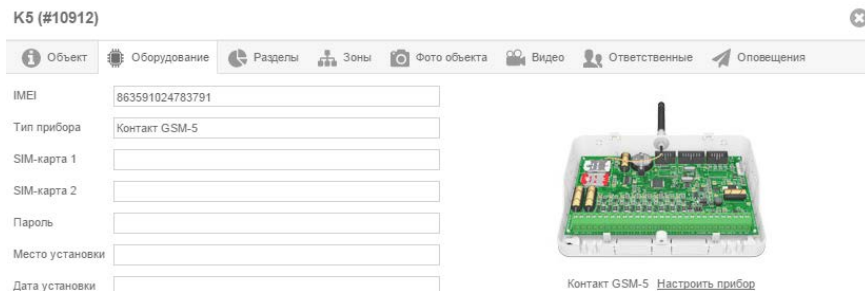 K5 (#10912)
Объект Оборудование Разделы Зоны Фото объекта Видео Ответственные Оповещения
IMEI 863591024783791
Тип прибора Контакт GSM-5
SIM-карта 1
SIM-карта 2
Пароль
Место установки
Дата установки
Контакт GSM-5 Настроить прибор